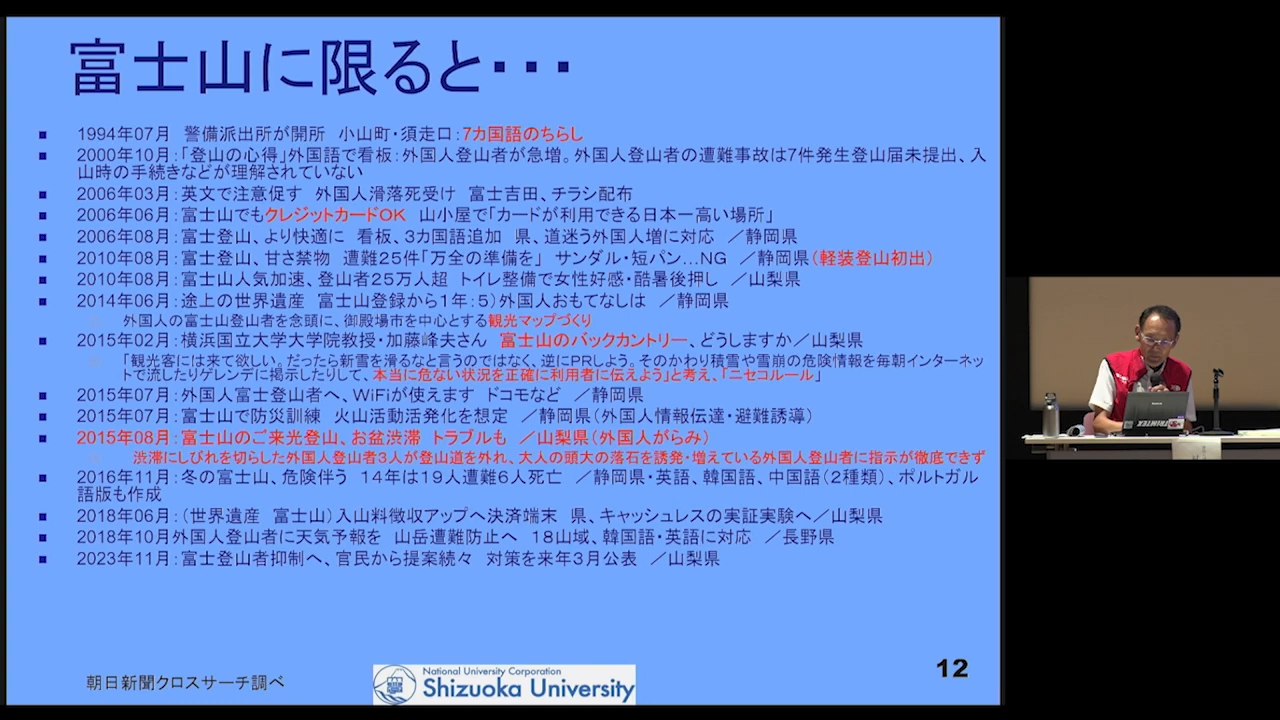 富士山に限ると・・・
1994年07月　警備派出所が開所　小山町・須走口：7カ国語のちらし
2000年10月：「登山の心得」外国語で看板：外国人登山者が急増。外国人登山者の遭難事故は7件発生登山届未提出、入
山時の手続きなどが理解されていない
2006年03月：英文で注意促す　外国人滑落死受け　富士吉田、チラシ配布
2006年06月：富士山でもクレジットカードOK　山小屋で「カードが利用できる日本一高い場所」
2006年08月：富士登山、より快適に　看板、3カ国語追加　県、道迷う外国人増に対応　／静岡県
2010年08月：富士登山、甘さ禁物　遭難25件「万全の準備を」　サンダル・短パン…NG　／静岡県（軽装登山初出）
2010年08月：富士山人気加速、登山者25万人超　トイレ整備で女性好感・酷暑後押し　／山梨県
2014年06月：途上の世界遺産　富士山登録から1年：5）外国人おもてなしは　／静岡県
外国人の富士山登山者を念頭に、御殿場市を中心とする観光マップづくり
2015年02月：横浜国立大学大学院教授・加藤峰夫さん　富士山のバックカントリー、どうしますか／山梨県
「観光客には来て欲しい。だったら新雪を滑るなと言うのではなく、逆にPRしよう。そのかわり積雪や雪崩の危険情報を毎朝インターネッ
トで流したりゲレンデに掲示したりして、本当に危ない状況を正確に利用者に伝えよう」と考え、「ニセコルール」
2015年07月：外国人富士登山者へ、WiFiが使えます　ドコモなど　／静岡県
2015年07月：富士山で防災訓練　火山活動活発化を想定　／静岡県（外国人情報伝達・避難誘導）
2015年08月：富士山のご来光登山、お盆渋滞　トラブルも　／山梨県（外国人がらみ）
渋滞にしびれを切らした外国人登山者3人が登山道を外れ、大人の頭大の落石を誘発・増えている外国人登山者に指示が徹底できず
2016年11月：冬の富士山、危険伴う　14年は19人遭難6人死亡　／静岡県・英語、韓国語、中国語（2種類）、ポルトガル
語版も作成
2018年06月：（世界遺産　富士山）入山料徴収アップへ決済端末　県、キャッシュレスの実証実験へ／山梨県
2018年10月外国人登山者に天気予報を　山岳遭難防止へ　18山域、韓国語・英語に対応　／長野県
2023年11月：富士登山者抑制へ、官民から提案続々　対策を来年3月公表　／山梨県
朝日新聞クロスサーチ調べ
National University Corporation
Shizuoka University
12